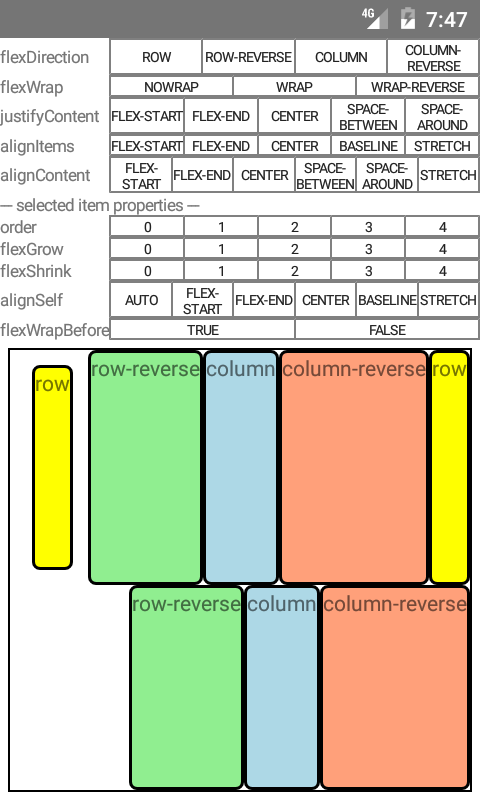 4G 7:47
flexDirection ROW ROW-REVERSE COLUMN COLUMN-
REVERSE
flexWrap NOWRAP WRAP WRAP-REVERSE
justifyContent FLEX-START FLEX-END CENTER SPACE-
BETWEEN SPACE-
AROUND
alignItems FLEX-START FLEX-END CENTER BASELINE STRETCH
alignContent FLEX-
START FLEX-END CENTER SPACE-
BETWEEN SPACE-
AROUND STRETCH
— selected item properties —
order 0 1 2 3 4
flexGrow 0 1 2 3 4
flexShrink 0 1 2 3 4
alignSelf AUTO FLEX-
START FLEX-END CENTER BASELINE STRETCH
flexWrapBefore TRUE FALSE
row row-reverse column column-reverse row
row-reverse column column-reverse